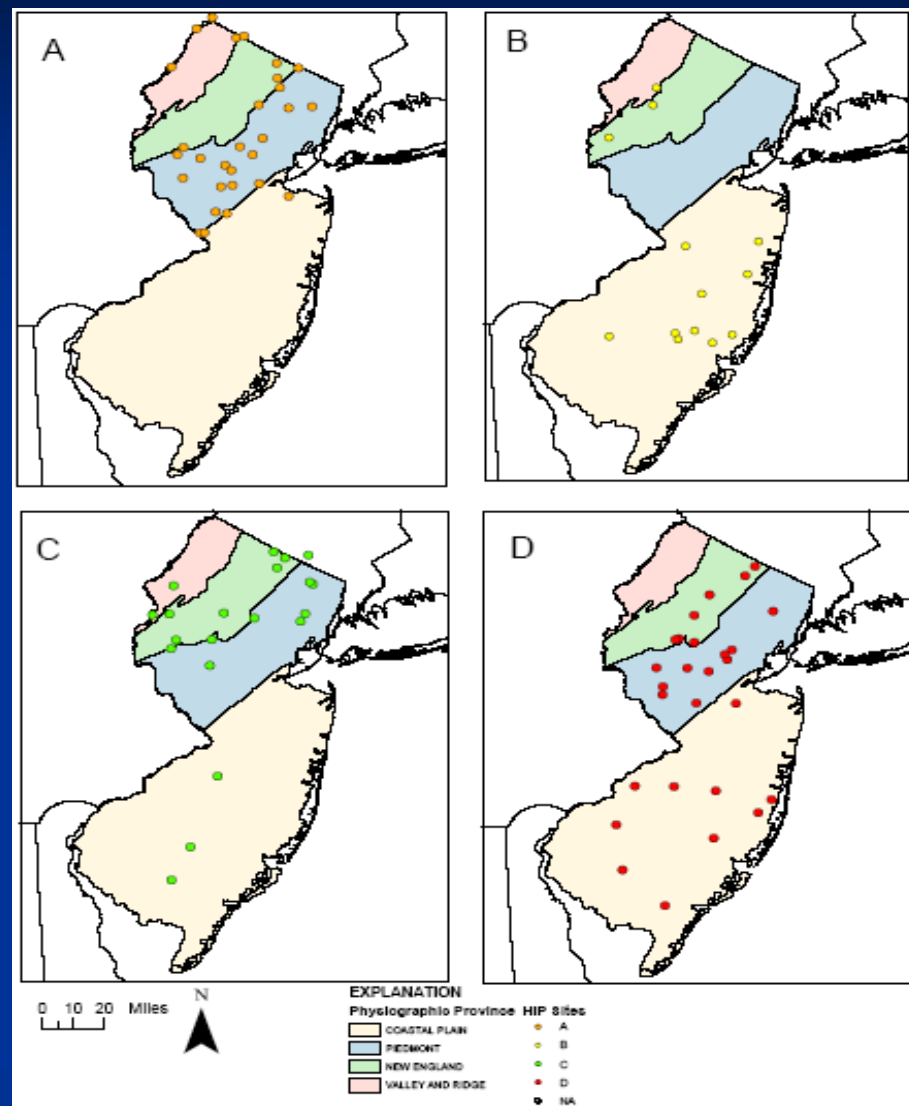 A
B
C
D
0 10 20 Miles
N
EXPLANATION
Physiographic Province HIP Sites
COASTAL PLAIN
PIEDMONT
NEW ENGLAND
VALLEY AND RIDGE
A
B
C
D
NA